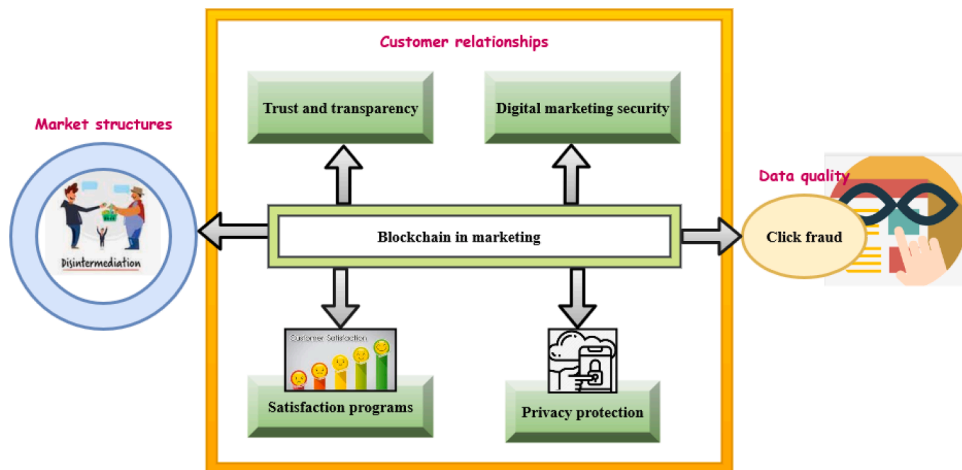 Customer relationships
Trust and transparency
Digital marketing security
Market structures
Data quality
Disintermediation
Blockchain in marketing
Click fraud
Customer Satisfaction
Satisfaction programs
Privacy protection